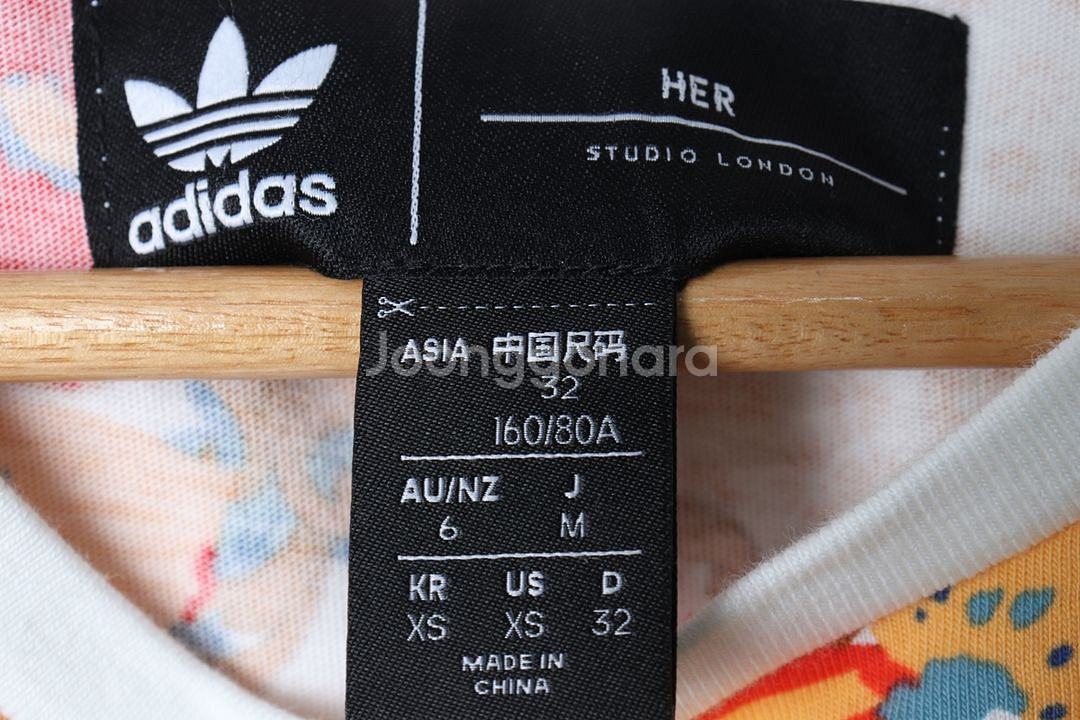 adidas
HER
STUDIO LONDON
ASIA 中国尺码
Joonggonara
32
160/80A
AU/NZ J
6 M
KR US D
XS XS 32
MADE IN
CHINA